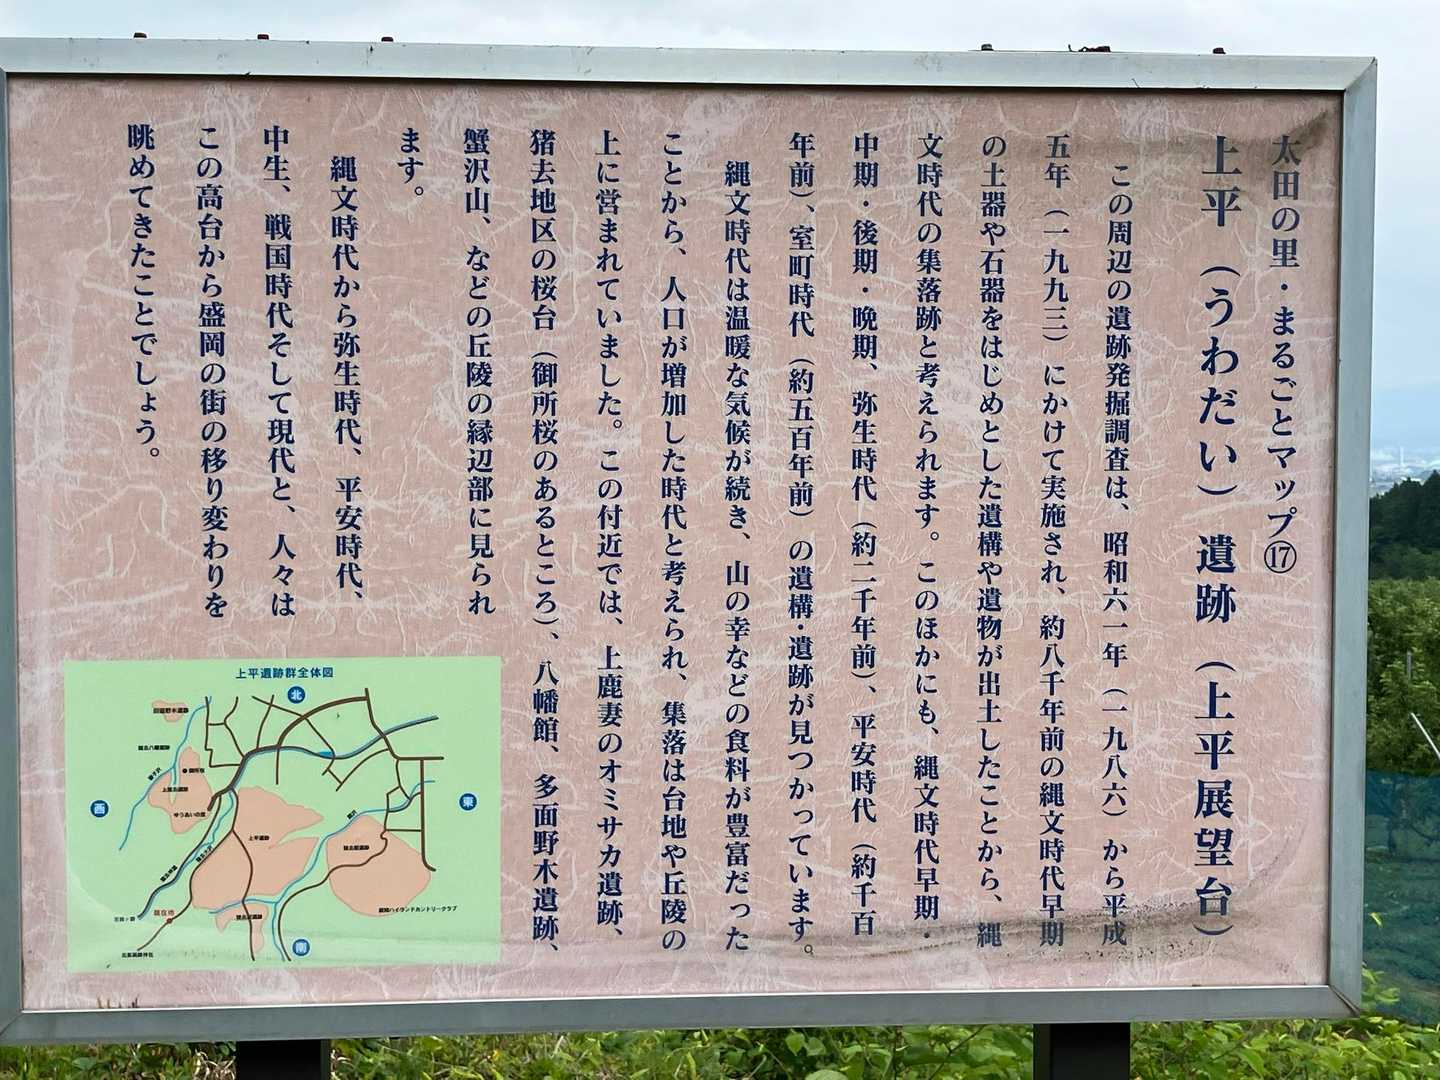 太田の里・まるごとマップ⑰
上平（うわだい）遺跡（上平展望台）
この周辺の遺跡発掘調査は、昭和六一年（一九八六）から平成
五年（一九九三）にかけて実施され、約八千年前の縄文時代早期
の土器や石器をはじめとした遺構や遺物が出土したことから、縄
文時代の集落跡と考えられます。このほかにも、縄文時代早期・
中期・後期・晩期、弥生時代（約二千年前）、平安時代（約千百
年前）、室町時代（約五百年前）の遺構・遺跡が見つかっています。
縄文時代は温暖な気候が続き、山の幸などの食料が豊富だった
ことから、人口が増加した時代と考えられ、集落は台地や丘陵の
上に営まれていました。この付近では、上鹿妻のオミサカ遺跡、
猪去地区の桜台（御所桜のあるところ）、八幡館、多面野木遺跡、
蟹沢山、などの丘陵の縁辺部に見られ
ます。
縄文時代から弥生時代、平安時代、
中生、戦国時代そして現代と、人々は
この高台から盛岡の街の移り変わりを
眺めてきたことでしょう。
上平遺跡群全体図
北
西
東
南
上平遺跡
現在地